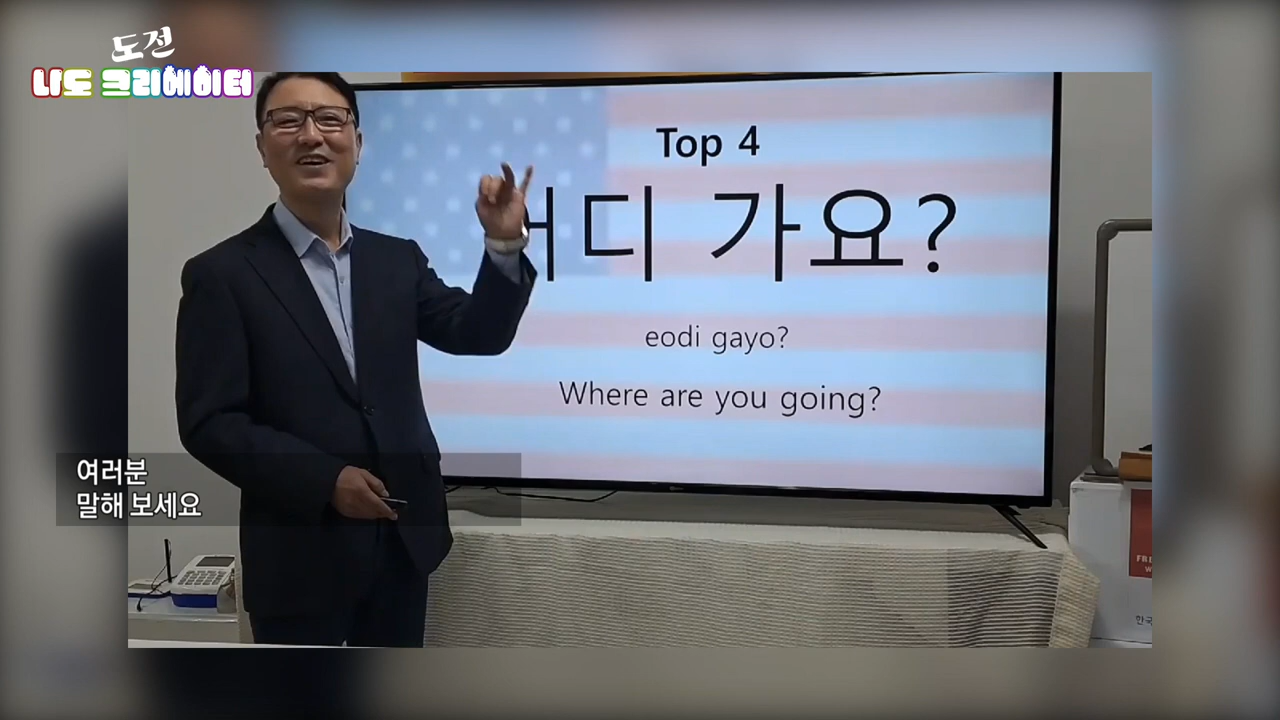 도전
나도 크리에이터
Top 4
디 가요?
eodi gayo?
Where are you going?
여러분
말해 보세요